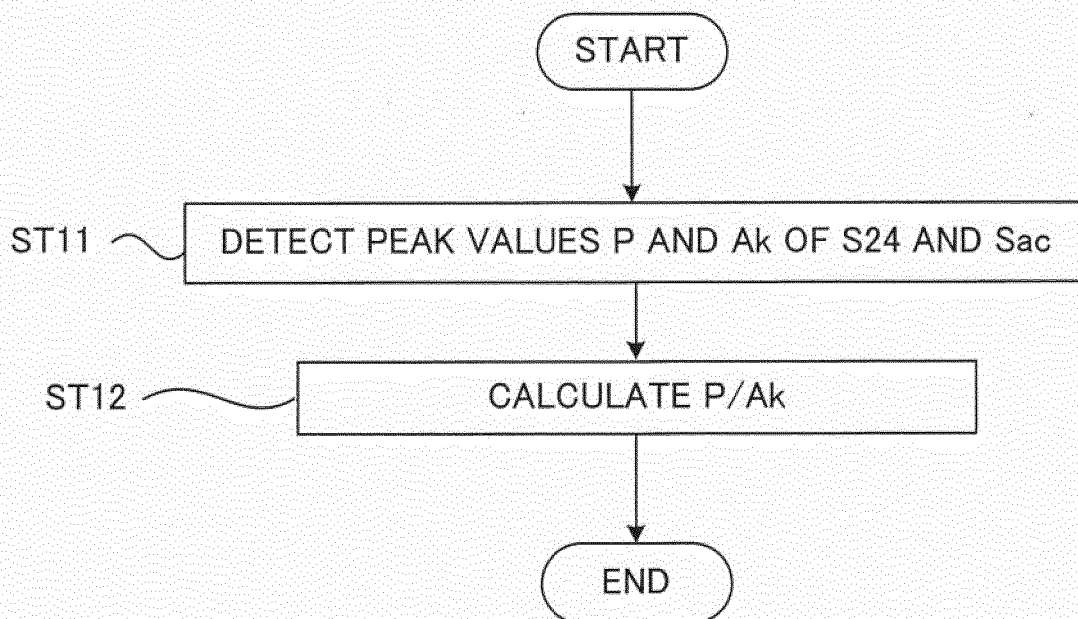 START
ST11 DETECT PEAK VALUES P AND Ak OF S24 AND Sac
ST12 CALCULATE P/Ak
END